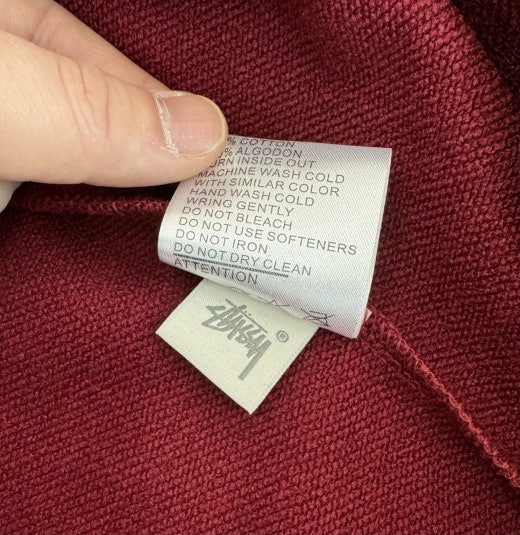 % COTTON
% ALGODON
URN INSIDE OUT
MACHINE WASH COLD
WITH SIMILAR COLOR
HAND WASH COLD
WRING GENTLY
DO NOT BLEACH
DO NOT USE SOFTENERS
DO NOT IRON
DO NOT DRY CLEAN
ATTENTION
STÜSSY ®